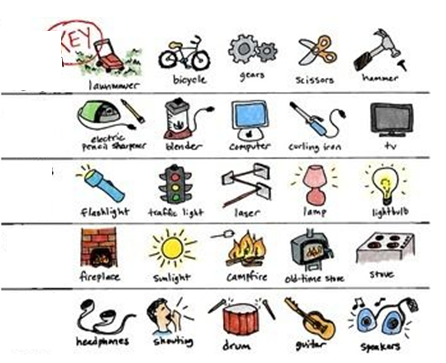 KEY
lawnmower bicycle gears scissors hammer
electric pencil sharpener blender computer curling iron tv
flashlight traffic light laser lamp lightbulb
fireplace sunlight campfire old-time stove stove
headphones shouting drum guitar speakers